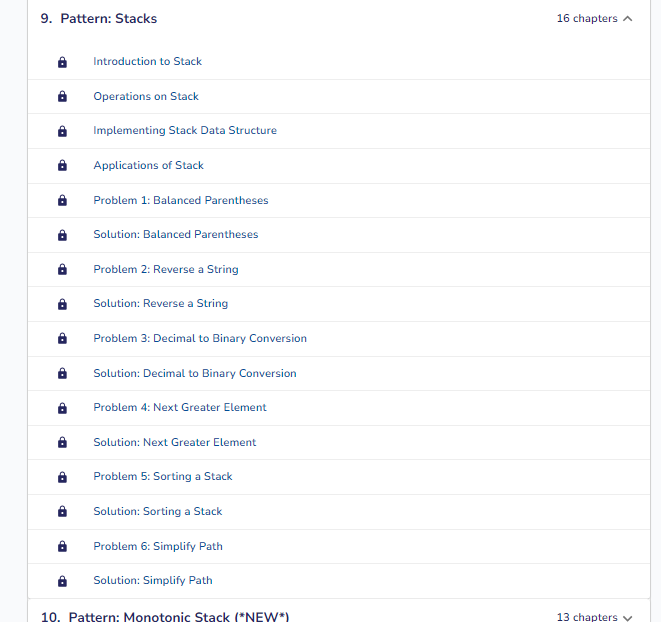 9. Pattern: Stacks 16 chapters
Introduction to Stack
Operations on Stack
Implementing Stack Data Structure
Applications of Stack
Problem 1: Balanced Parentheses
Solution: Balanced Parentheses
Problem 2: Reverse a String
Solution: Reverse a String
Problem 3: Decimal to Binary Conversion
Solution: Decimal to Binary Conversion
Problem 4: Next Greater Element
Solution: Next Greater Element
Problem 5: Sorting a Stack
Solution: Sorting a Stack
Problem 6: Simplify Path
Solution: Simplify Path
10. Pattern: Monotonic Stack (*NEW*) 13 chapters